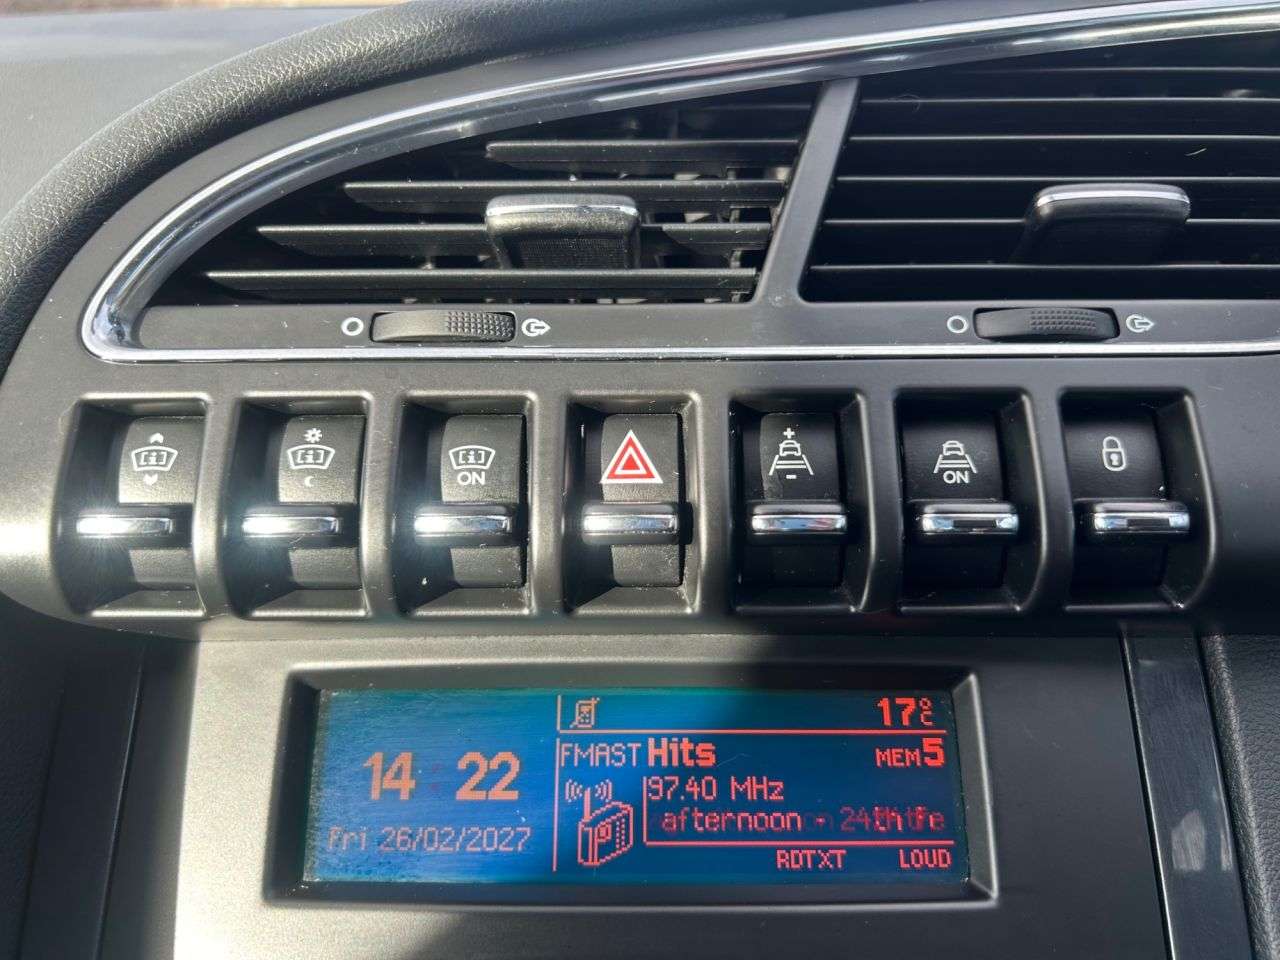 ON
ON
17°C
14 22
FMAST Hits MEM 5
97.40 MHz
afternoon - 24
Fri 26/02/2027
RDTXT LOUD